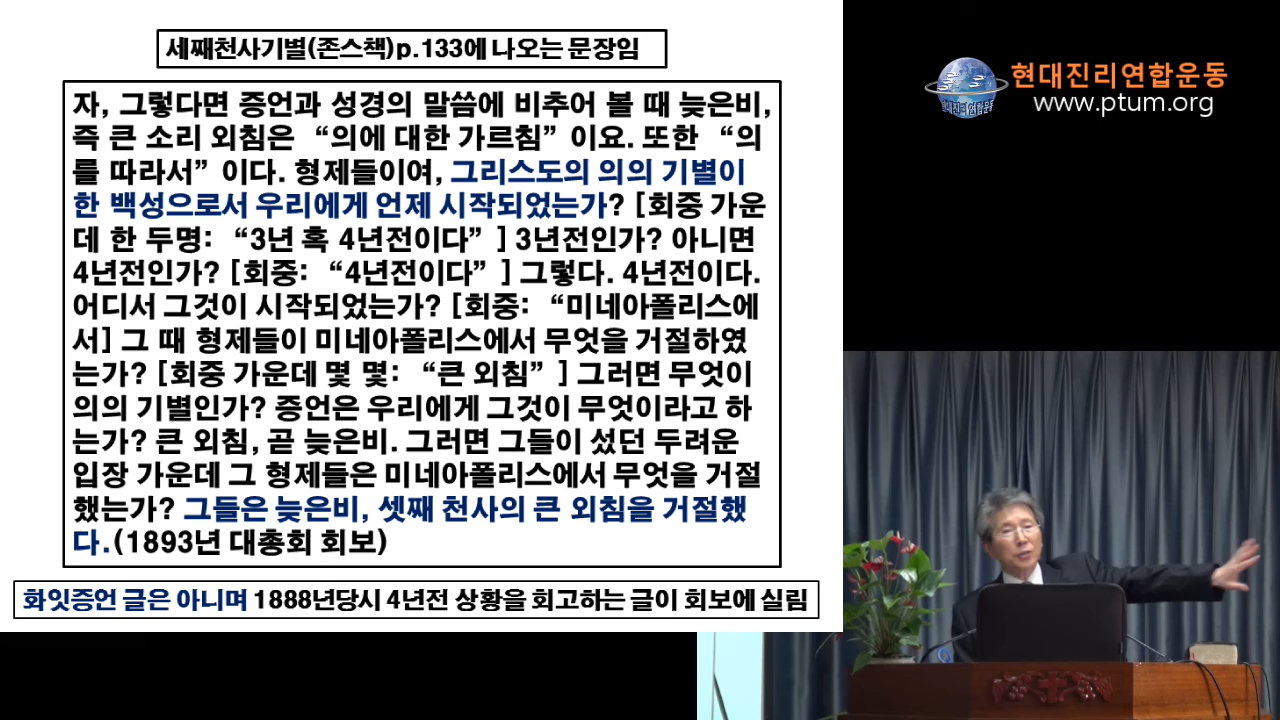 세째천사기별(존스책)p.133에 나오는 문장임
자, 그렇다면 증언과 성경의 말씀에 비추어 볼 때 늦은비,
즉 큰 소리 외침은 “의에 대한 가르침” 이요. 또한 “의
를 따라서” 이다. 형제들이여, 그리스도의 의의 기별이
한 백성으로서 우리에게 언제 시작되었는가? [회중 가운
데 한 두명: “3년 혹 4년전이다” ] 3년전인가? 아니면
4년전인가? [회중: “4년전이다” ] 그렇다. 4년전이다.
어디서 그것이 시작되었는가? [회중: “미네아폴리스에
서] 그 때 형제들이 미네아폴리스에서 무엇을 거절하였
는가? [회중 가운데 몇 몇: “큰 외침” ] 그러면 무엇이
의의 기별인가? 증언은 우리에게 그것이 무엇이라고 하
는가? 큰 외침, 곧 늦은비. 그러면 그들이 섰던 두려운
입장 가운데 그 형제들은 미네아폴리스에서 무엇을 거절
했는가? 그들은 늦은비, 셋째 천사의 큰 외침을 거절했
다.(1893년 대총회 회보)
화잇증언 글은 아니며 1888년당시 4년전 상황을 회고하는 글이 회보에 실림
현대진리연합운동
www.ptum.org
현대진리연합운동